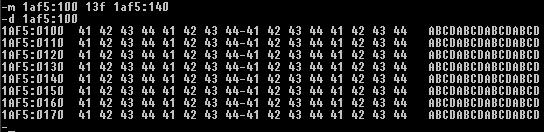 -m 1af5:100 13f 1af5:140
-d 1af5:100
1AF5:0100  41 42 43 44 41 42 43 44-41 42 43 44 41 42 43 44   ABCDABCDABCDABCD
1AF5:0110  41 42 43 44 41 42 43 44-41 42 43 44 41 42 43 44   ABCDABCDABCDABCD
1AF5:0120  41 42 43 44 41 42 43 44-41 42 43 44 41 42 43 44   ABCDABCDABCDABCD
1AF5:0130  41 42 43 44 41 42 43 44-41 42 43 44 41 42 43 44   ABCDABCDABCDABCD
1AF5:0140  41 42 43 44 41 42 43 44-41 42 43 44 41 42 43 44   ABCDABCDABCDABCD
1AF5:0150  41 42 43 44 41 42 43 44-41 42 43 44 41 42 43 44   ABCDABCDABCDABCD
1AF5:0160  41 42 43 44 41 42 43 44-41 42 43 44 41 42 43 44   ABCDABCDABCDABCD
1AF5:0170  41 42 43 44 41 42 43 44-41 42 43 44 41 42 43 44   ABCDABCDABCDABCD
-